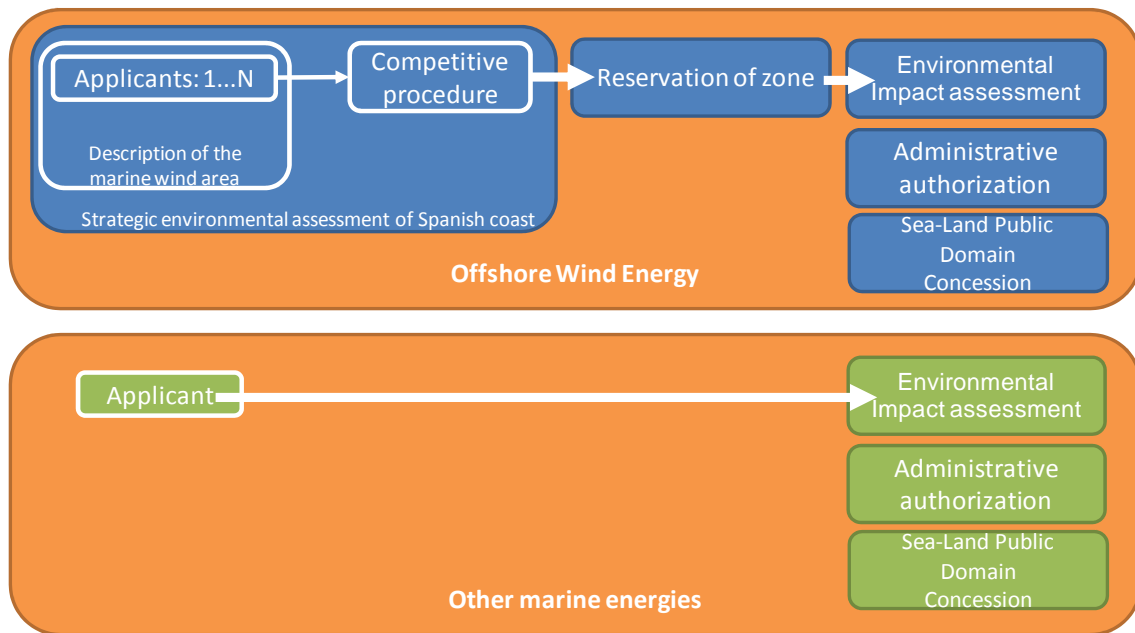 Applicants: 1...N
Competitive
procedure
Reservation of zone
Environmental
Impact assessment
Description of the
marine wind area
Administrative
authorization
Strategic environmental assessment of Spanish coast
Sea-Land Public
Domain
Concession
Offshore Wind Energy
Applicant
Environmental
Impact assessment
Administrative
authorization
Sea-Land Public
Domain
Concession
Other marine energies